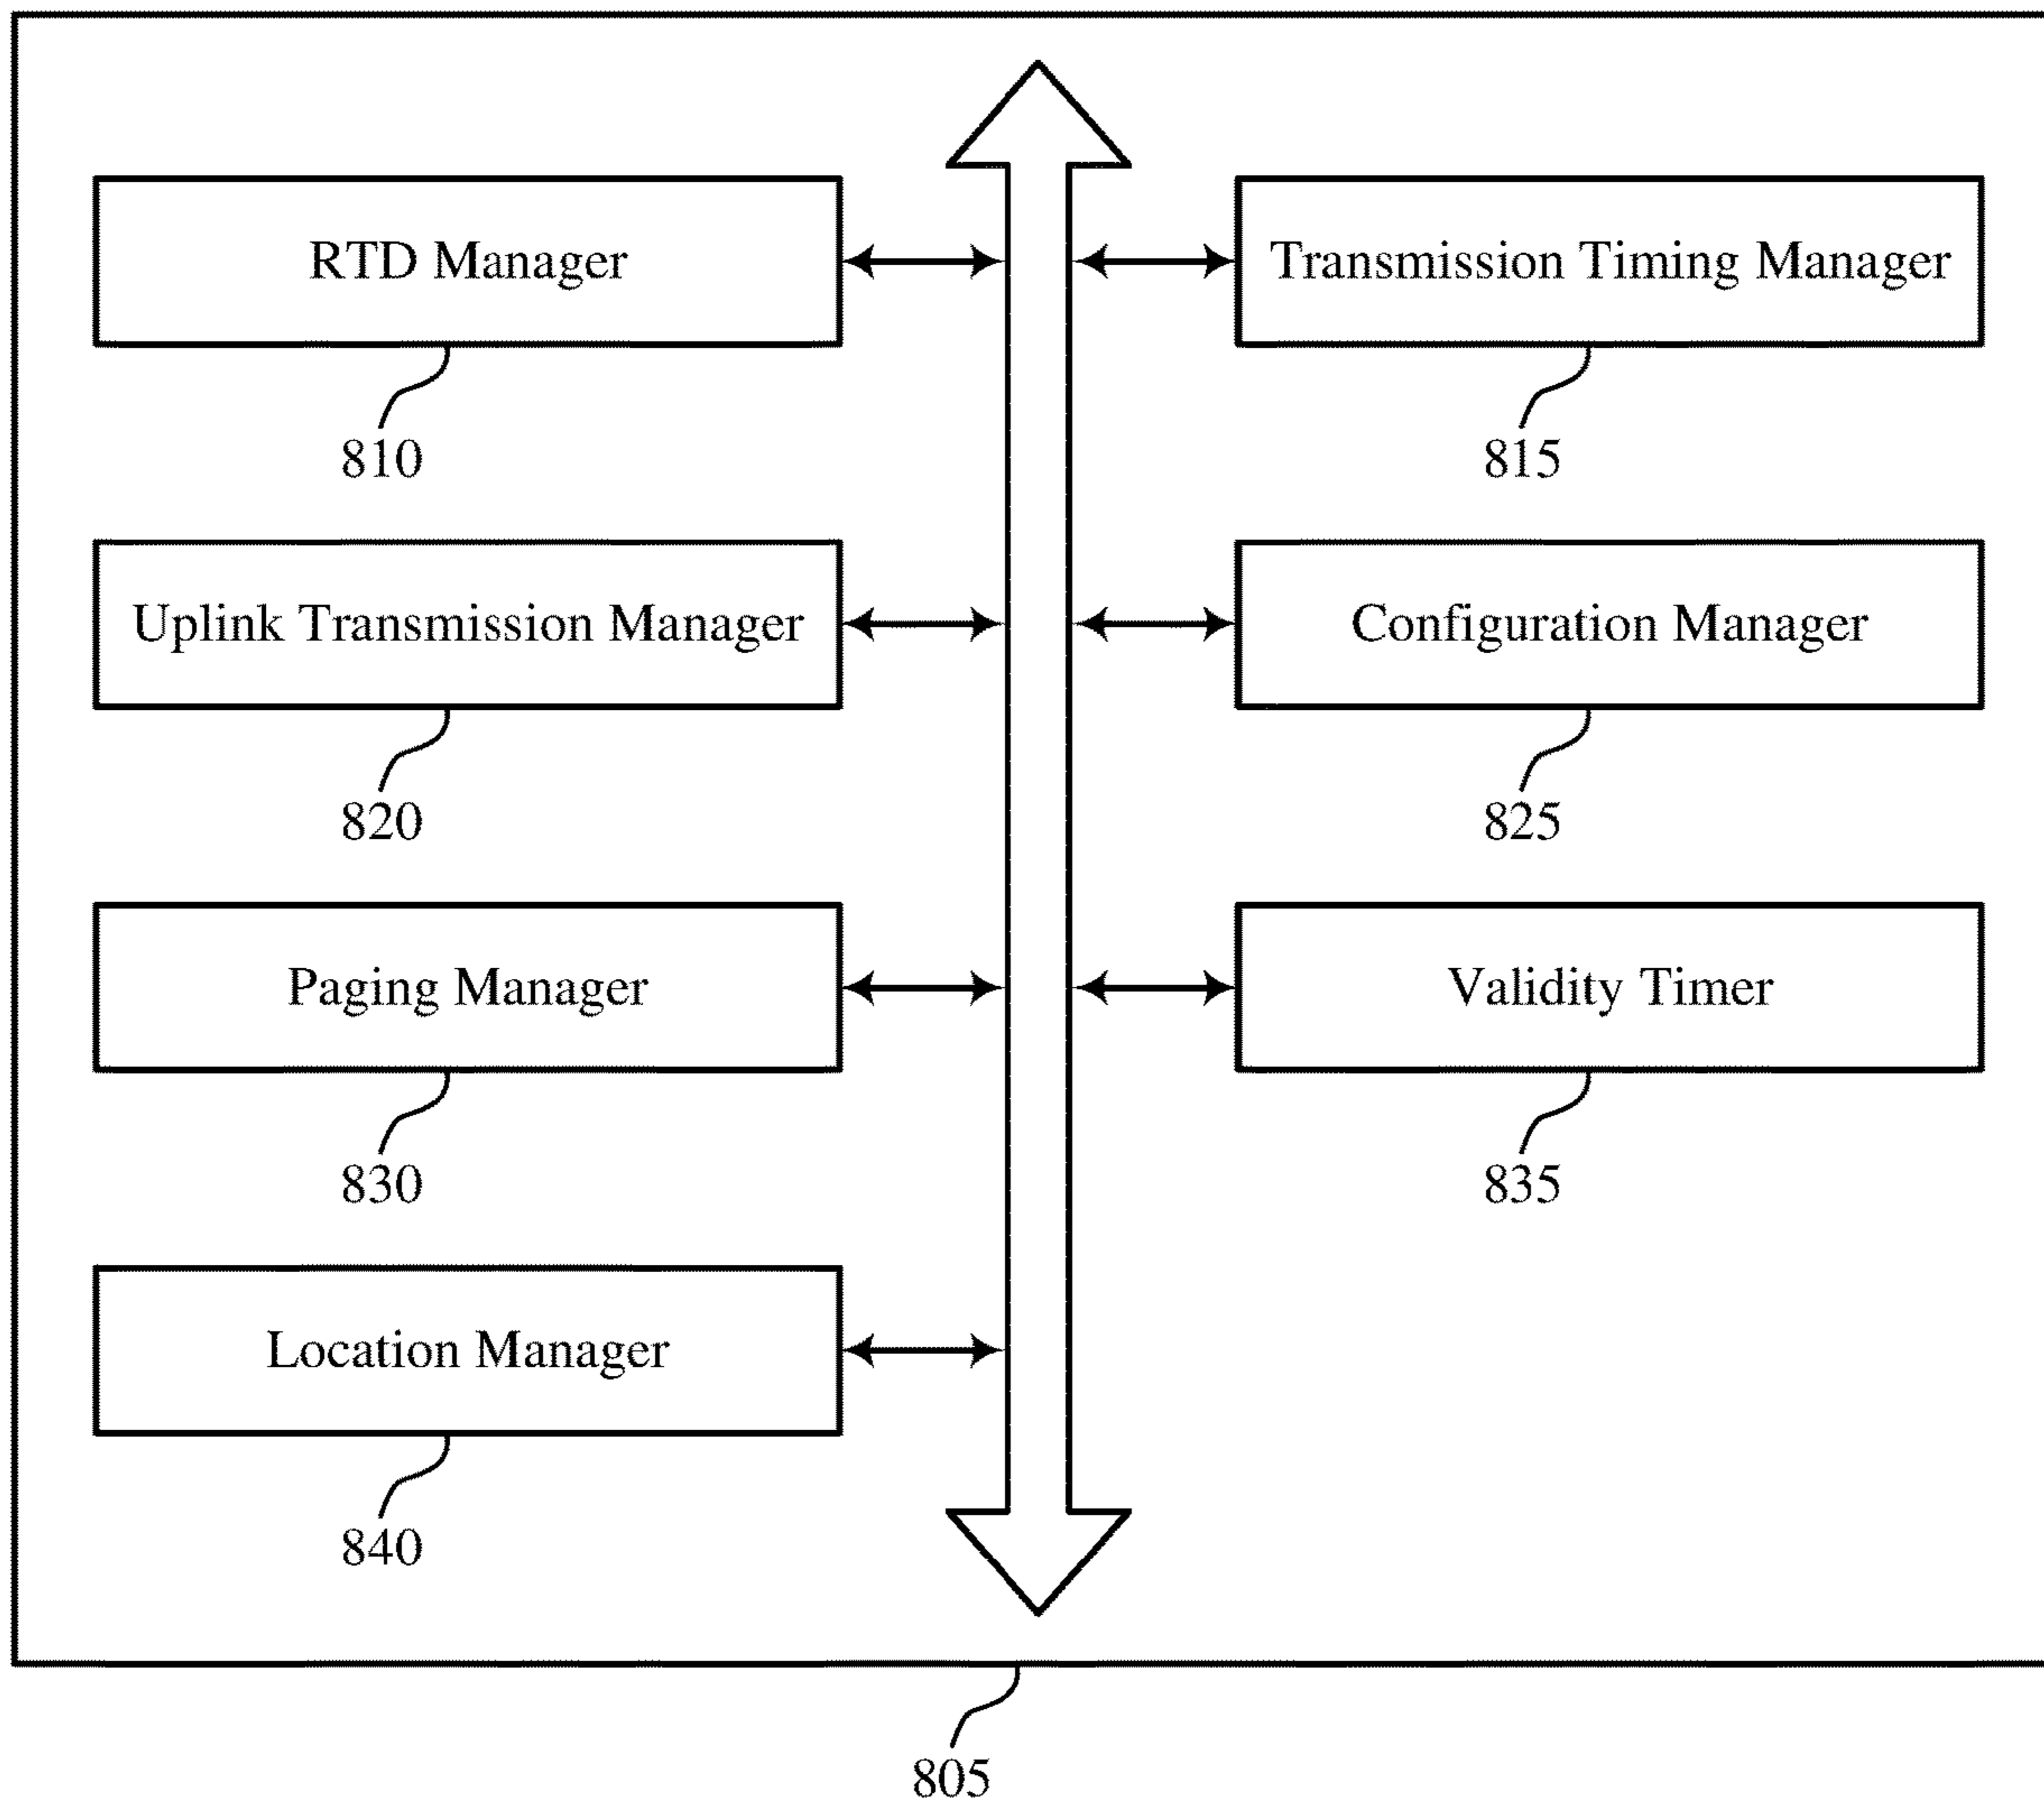 RTD Manager
Transmission Timing Manager
810
815
Uplink Transmission Manager
Configuration Manager
820
825
Paging Manager
Validity Timer
830
835
Location Manager
840
805